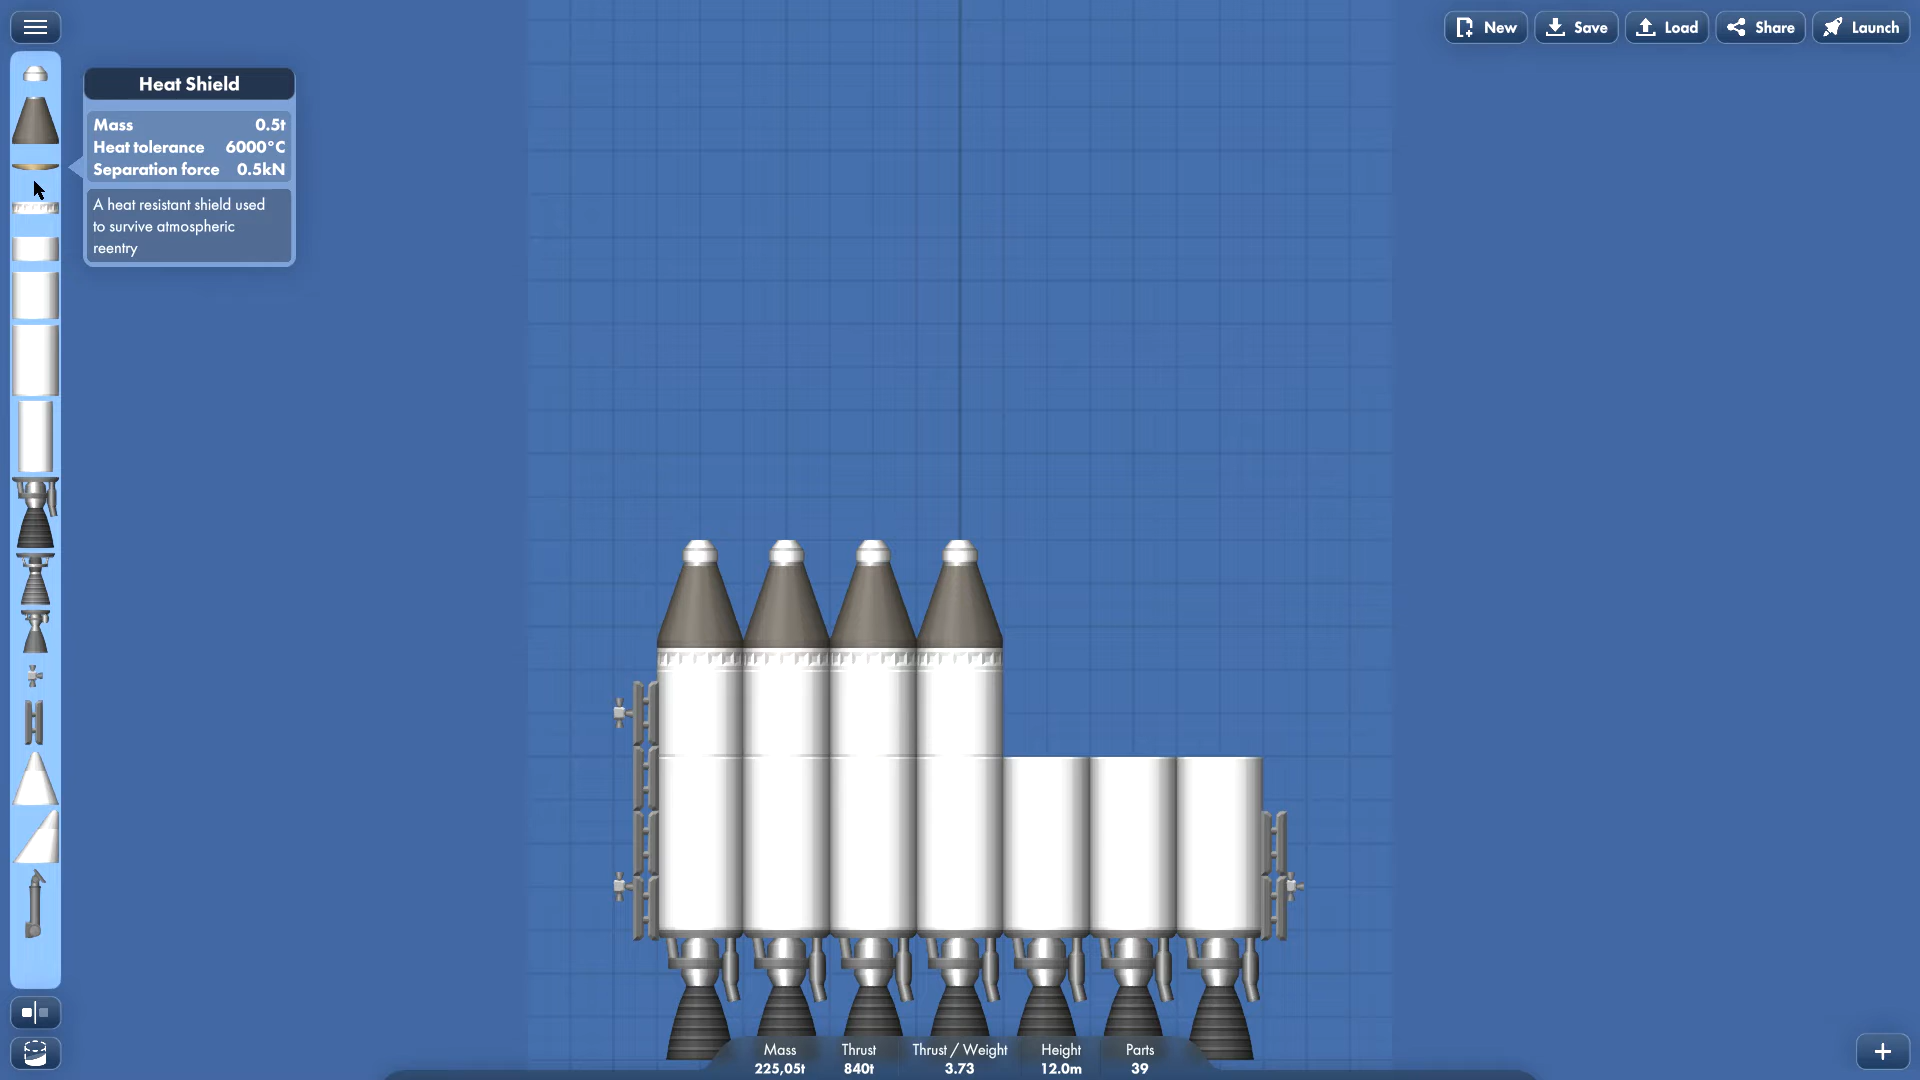 New
Save
Load
Share
Launch
Heat Shield
Mass 0.5t
Heat tolerance 6000°C
Separation force 0.5kN
A heat resistant shield used
to survive atmospheric
reentry
Mass Thrust Thrust / Weight Height Parts
225,05t 840t 3.73 12.0m 39